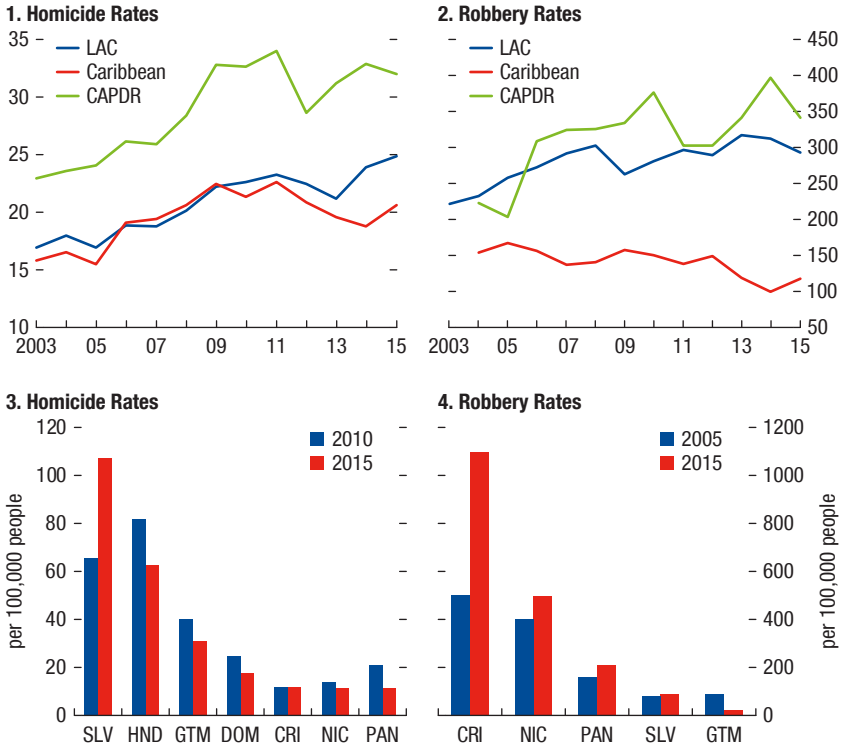 1. Homicide Rates
35
30
25
20
15
10
LAC
Caribbean
CAPDR
2003 05 07 09 11 13 15
2. Robbery Rates
LAC
Caribbean
CAPDR
450
400
350
300
250
200
150
100
50
2003 05 07 09 11 13 15
3. Homicide Rates
per 100,000 people
120
100
80
60
40
20
0
2010
2015
SLV HND GTM DOM CRI NIC PAN
4. Robbery Rates
2005
2015
1200
1000
800
600
400
200
0
per 100,000 people
CRI NIC PAN SLV GTM